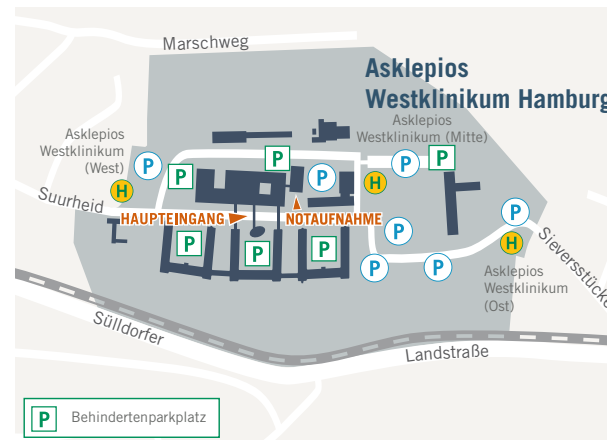 Marschweg
Asklepios
Westklinikum Hamburg
Asklepios
Westklinikum (Mitte)
Asklepios
Westklinikum
(West)
P
P
P
P
P
P
H
H
Suurheid
HAUPTEINGANG
NOTAUFNAHME
P
P
P
P
P
P
P
H
Sieversstücken
Asklepios
Westklinikum
(Ost)
Sülldorfer
Landstraße
P Behindertenparkplatz